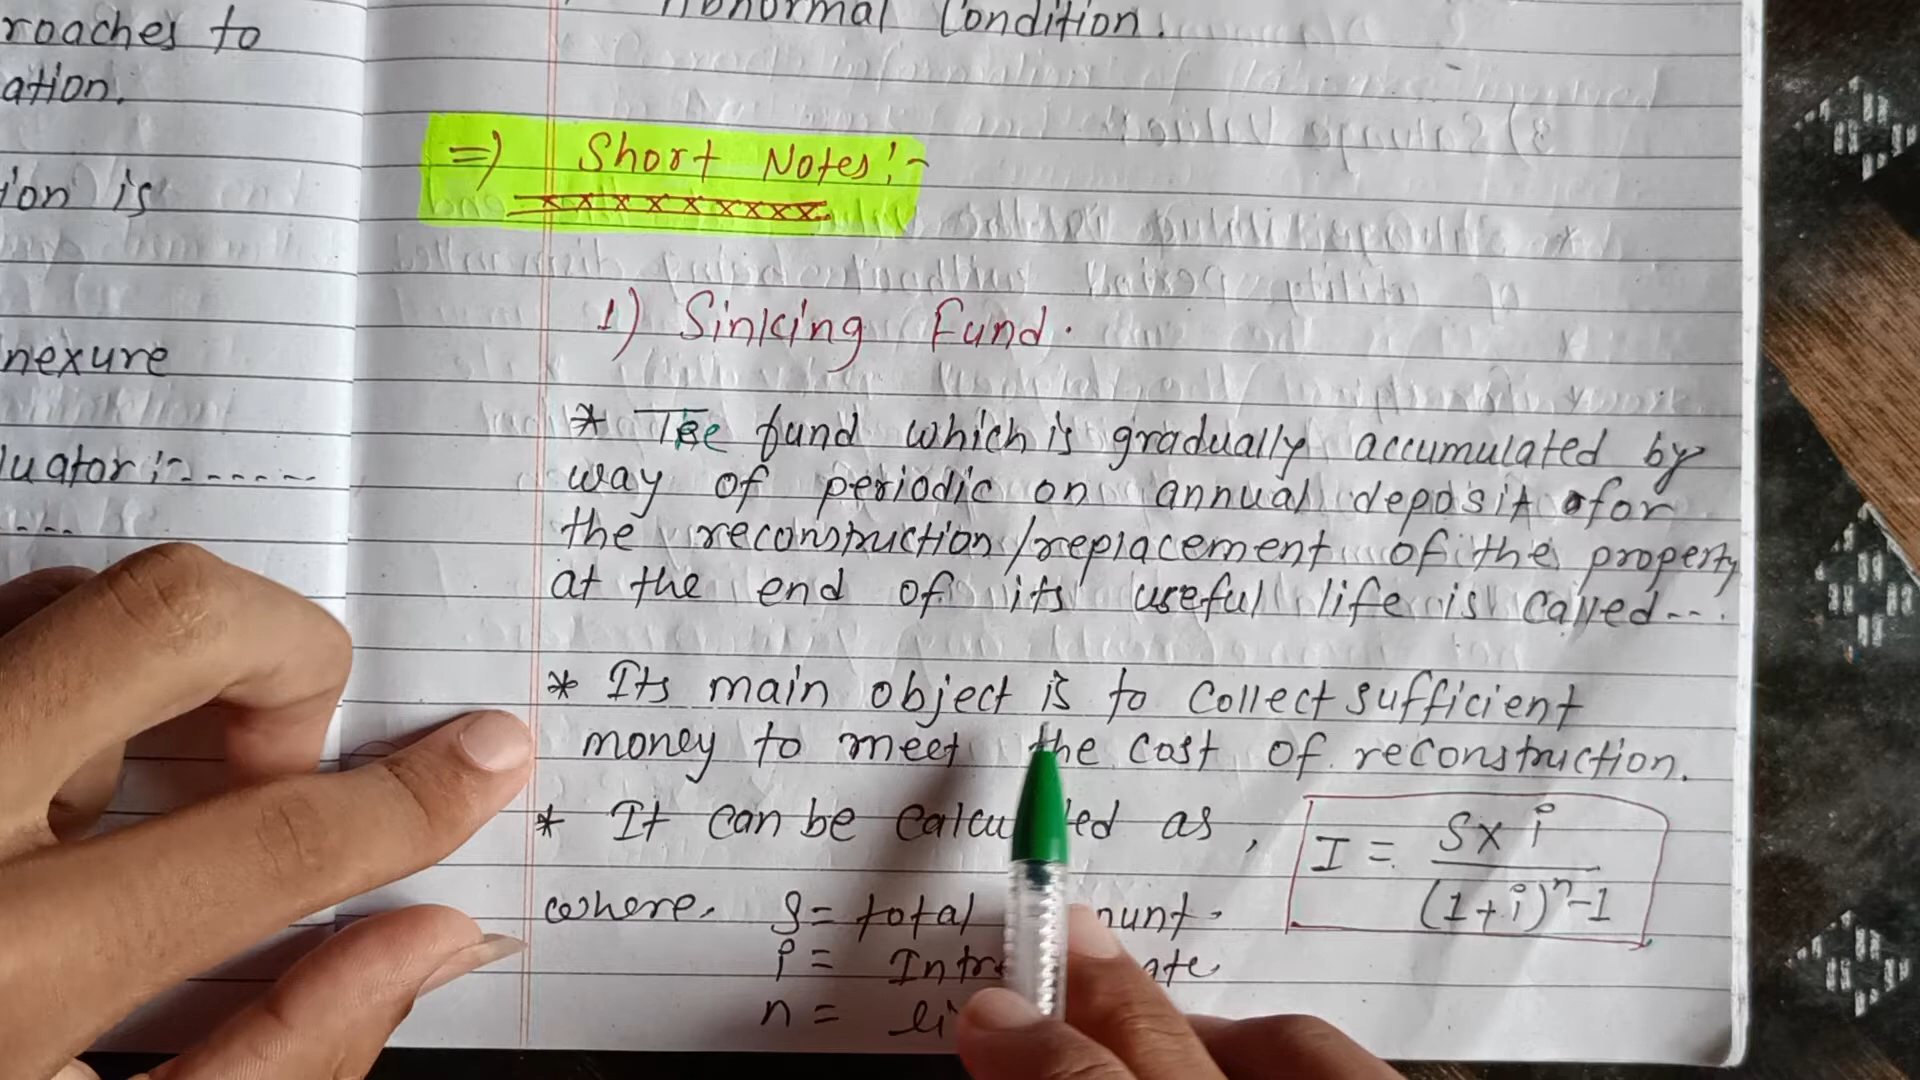 roaches to
ation.
ion is
nexure
luator :- -----
----
Abnormal Condition.
=> Short Notes :-
1) Sinking Fund.
* The fund which is gradually accumulated by
way of periodic on annual deposit for
the reconstruction/replacement of the property
at the end of its useful life is called---
* Its main object is to collect sufficient
money to meet the cost of reconstruction.
* It can be calcu ted as, I = S x i / (1+i)^n-1
where, S = total unt.
i = Intr ate
n = li